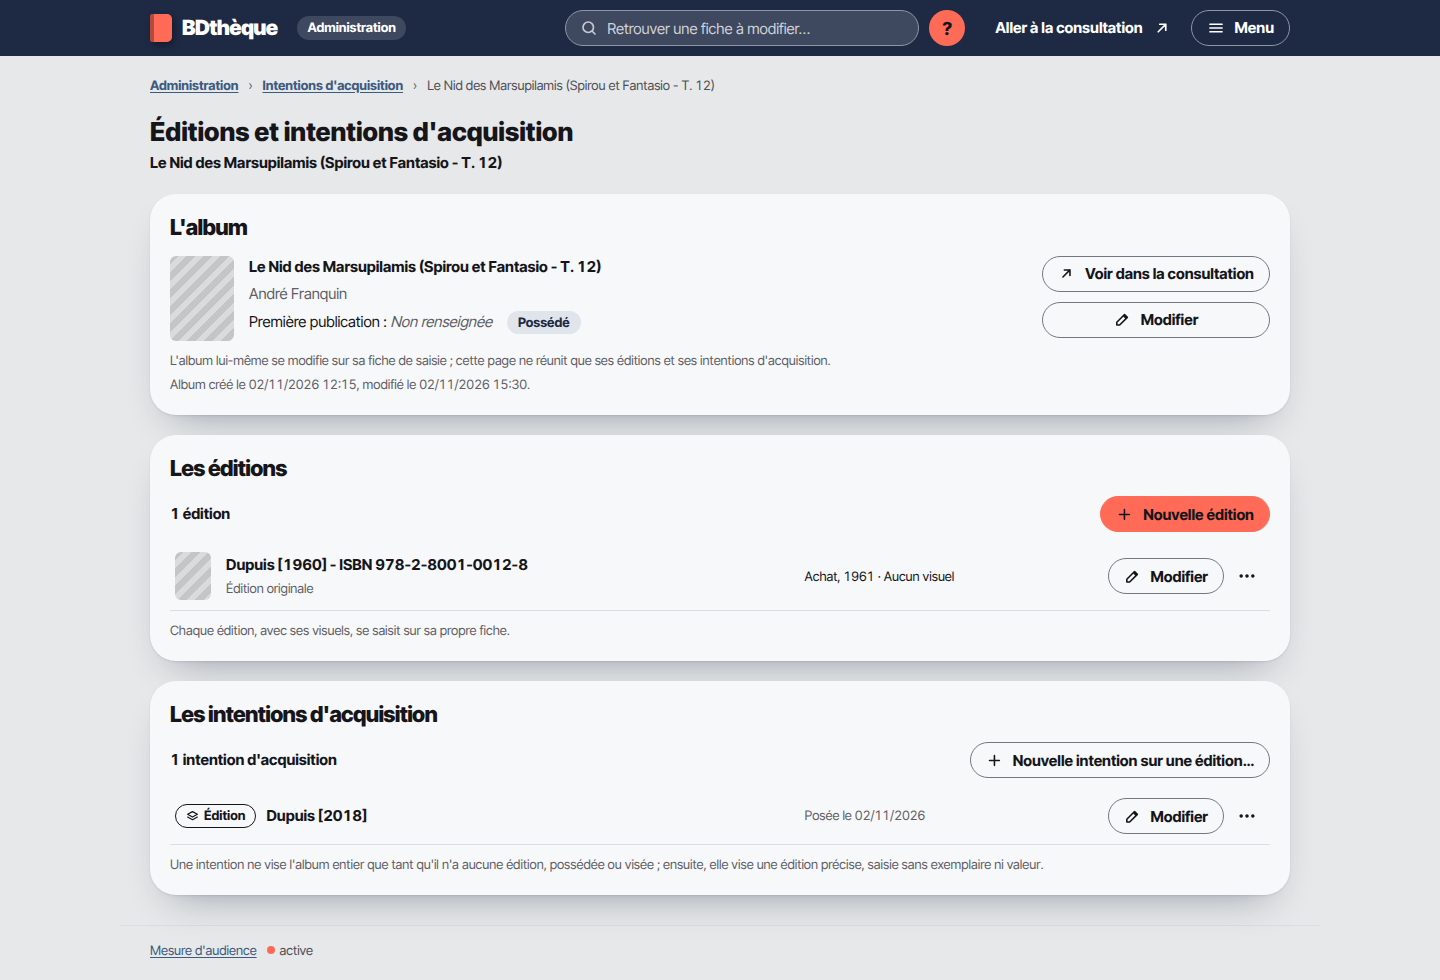 BDthèque
Administration
Retrouver une fiche à modifier...
?
Aller à la consultation
Menu
Administration › Intentions d'acquisition › Le Nid des Marsupilamis (Spirou et Fantasio - T. 12)
Éditions et intentions d'acquisition
Le Nid des Marsupilamis (Spirou et Fantasio - T. 12)
L'album
Le Nid des Marsupilamis (Spirou et Fantasio - T. 12)
André Franquin
Première publication : Non renseignée Possédé
Voir dans la consultation
Modifier
L'album lui-même se modifie sur sa fiche de saisie ; cette page ne réunit que ses éditions et ses intentions d'acquisition.
Album créé le 02/11/2026 12:15, modifié le 02/11/2026 15:30.
Les éditions
1 édition
Nouvelle édition
Dupuis [1960] - ISBN 978-2-8001-0012-8
Édition originale
Achat, 1961 · Aucun visuel
Modifier
Chaque édition, avec ses visuels, se saisit sur sa propre fiche.
Les intentions d'acquisition
1 intention d'acquisition
Nouvelle intention sur une édition...
Édition
Dupuis [2018]
Posée le 02/11/2026
Modifier
Une intention ne vise l'album entier que tant qu'il n'a aucune édition, possédée ou visée ; ensuite, elle vise une édition précise, saisie sans exemplaire ni valeur.
Mesure d'audience
active